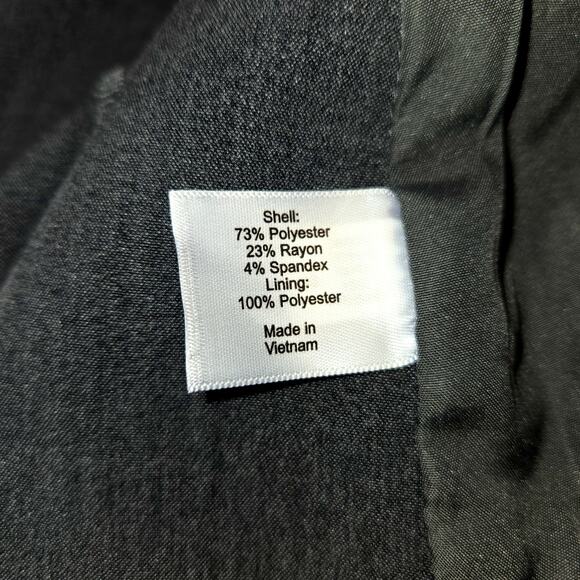 Shell:
73% Polyester
23% Rayon
4% Spandex
Lining:
100% Polyester
Made in
Vietnam